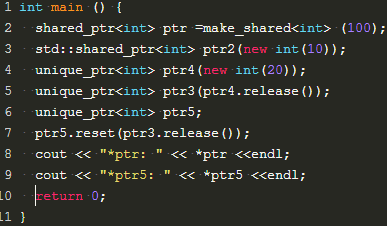 1 int main () {
2 shared_ptr<int> ptr =make_shared<int> (100);
3 std::shared_ptr<int> ptr2(new int(10));
4 unique_ptr<int> ptr4(new int(20));
5 unique_ptr<int> ptr3(ptr4.release());
6 unique_ptr<int> ptr5;
7 ptr5.reset(ptr3.release());
8 cout << "*ptr: " << *ptr <<endl;
9 cout << "*ptr5: " << *ptr5 <<endl;
10 return 0;
11 }